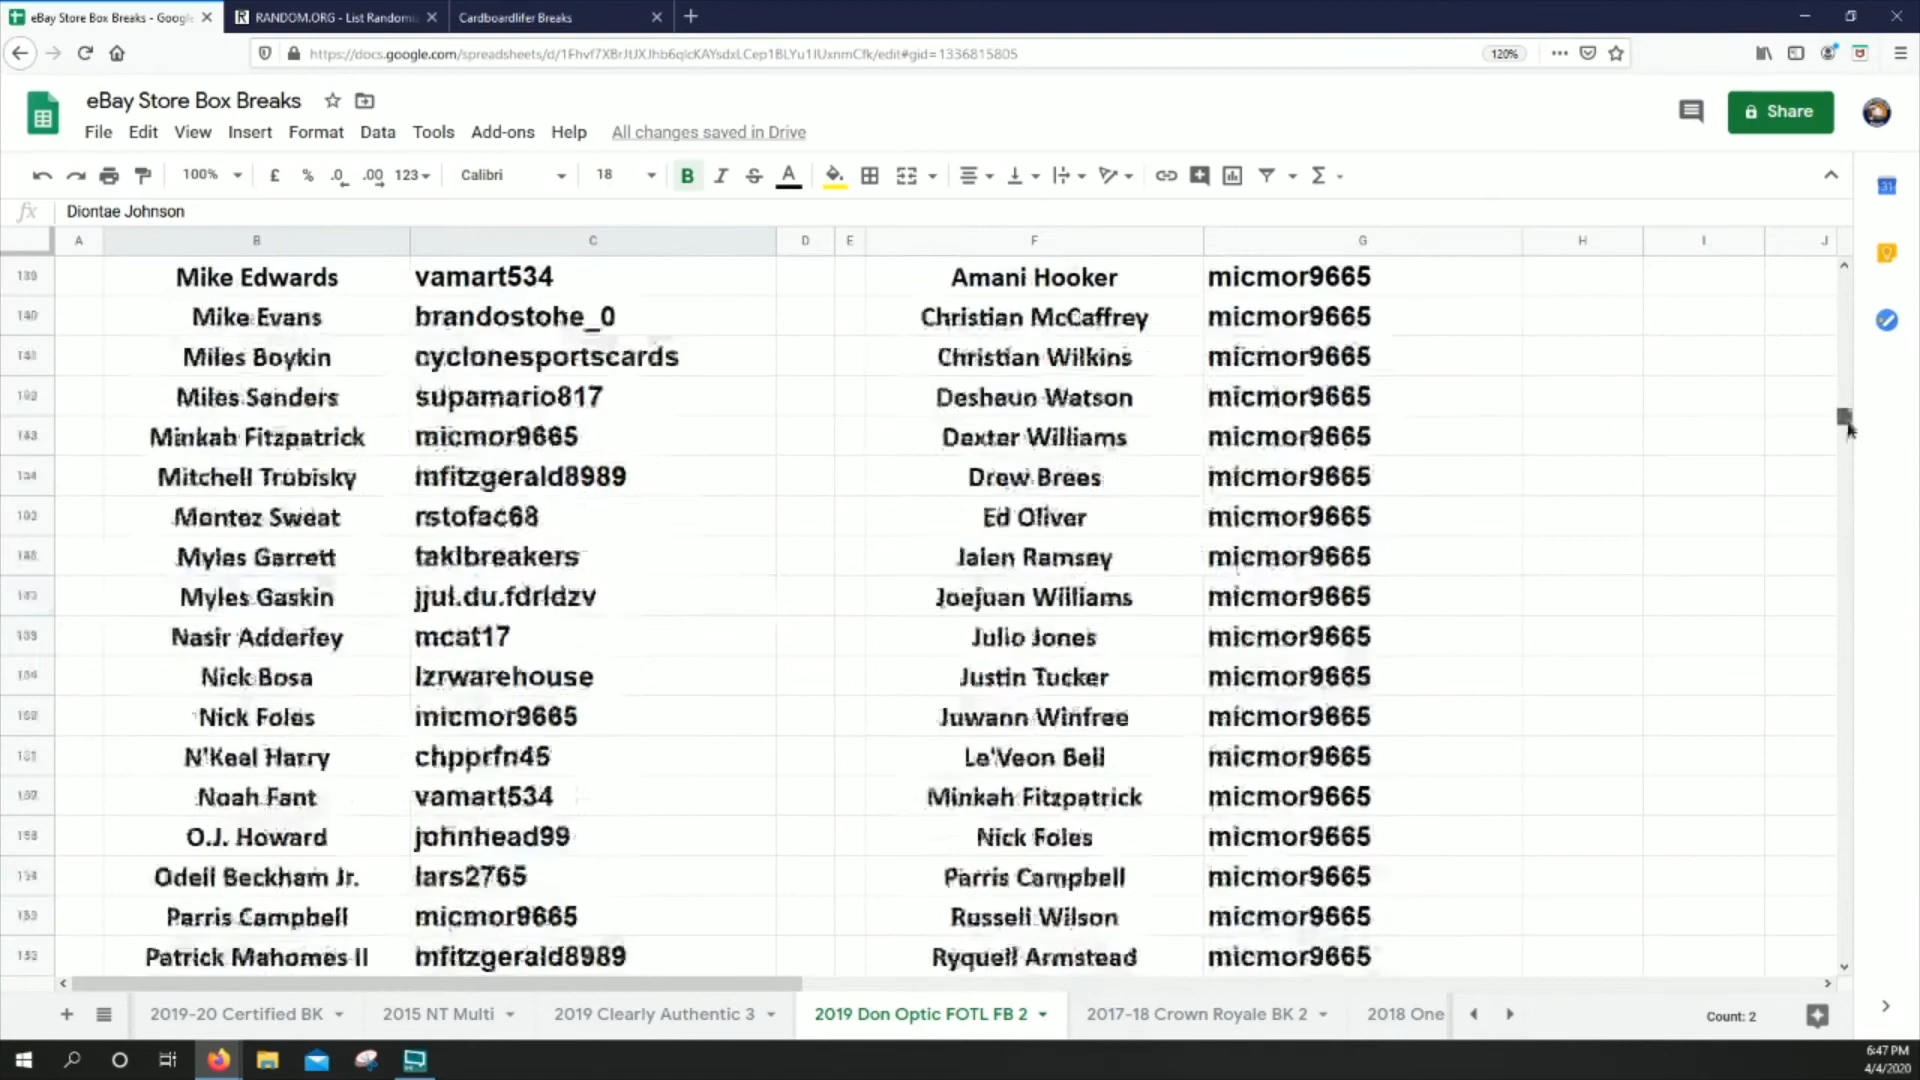 eBay Store Box Breaks - Google
RANDOM.ORG - List Randomi
Cardboardlifer Breaks
120%
eBay Store Box Breaks
Share
File Edit View Insert Format Data Tools Add-ons Help All changes saved in Drive
100% £ % .0 .00 123 Calibri 18 B I S A
fx Diontae Johnson
A B C D E F G H I J
Mike Edwards vamart534 Amani Hooker micmor9665
Mike Evans brandostohe_0 Christian McCaffrey micmor9665
Miles Boykin cyclonesportscards Christian Wilkins micmor9665
Miles Sanders supamario817 Deshaun Watson micmor9665
Minkah Fitzpatrick micmor9665 Dexter Williams micmor9665
Mitchell Trubisky mfitzgerald8989 Drew Brees micmor9665
Montez Sweat rstofac68 Ed Oliver micmor9665
Myles Garrett taklbreakers Jalen Ramsey micmor9665
Myles Gaskin Joejuan Williams micmor9665
Nasir Adderley mcat17 Julio Jones micmor9665
Nick Bosa lzrwarehouse Justin Tucker micmor9665
Nick Foles micmor9665 Juwann Winfree micmor9665
N'Keal Harry chpprfn45 Le'Veon Bell micmor9665
Noah Fant vamart534 Minkah Fitzpatrick micmor9665
O.J. Howard johnhead99 Nick Foles micmor9665
Odell Beckham Jr. lars2765 Parris Campbell micmor9665
Parris Campbell micmor9665 Russell Wilson micmor9665
Patrick Mahomes II mfitzgerald8989 Ryquell Armstead micmor9665
2019-20 Certified BK 2015 NT Multi 2019 Clearly Authentic 3 2019 Don Optic FOTL FB 2 2017-18 Crown Royale BK 2 2018 One Count: 2
6:47 PM
4/4/2020